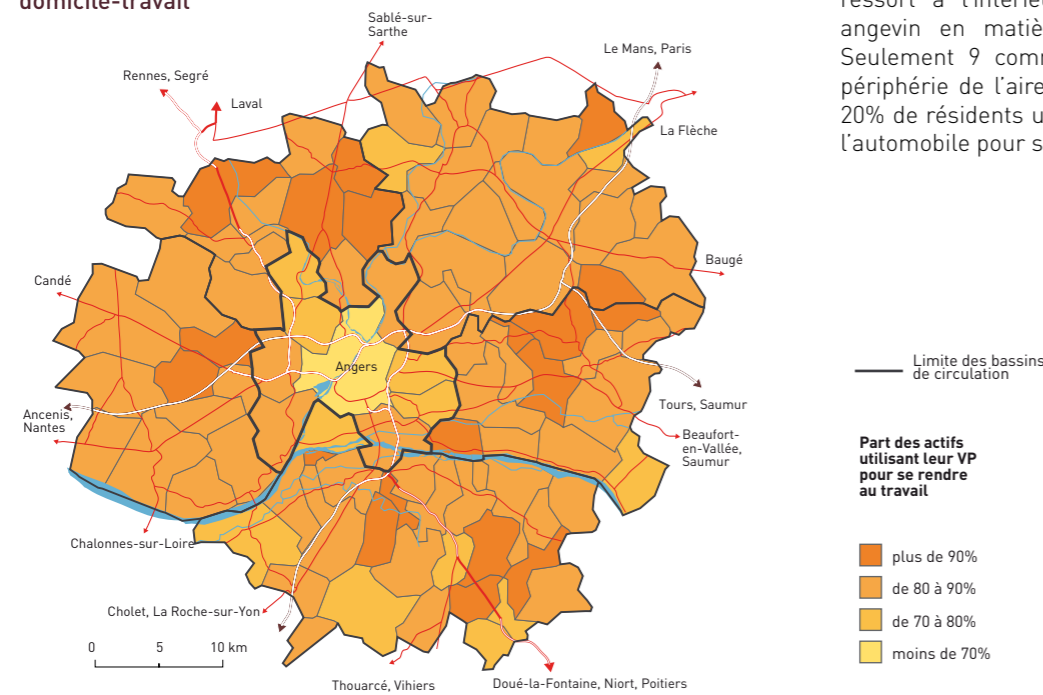 domicile-travail
Sablé-sur-
Sarthe
Le Mans, Paris
Rennes, Segré
Laval
La Flèche
Baugé
Candé
Angers
Ancenis,
Nantes
Tours, Saumur
Beaufort-
en-Vallée,
Saumur
Chalonnes-sur-Loire
Cholet, La Roche-sur-Yon
0 5 10 km
Thouarcé, Vihiers
Doué-la-Fontaine, Niort, Poitiers
angevin en
Seulement 9
périphérie de l'aire
20% de résidents
l'automobile pour
Limite des bassins
de circulation
Part des actifs
utilisant leur VP
pour se rendre
au travail
plus de 90%
de 80 à 90%
de 70 à 80%
moins de 70%